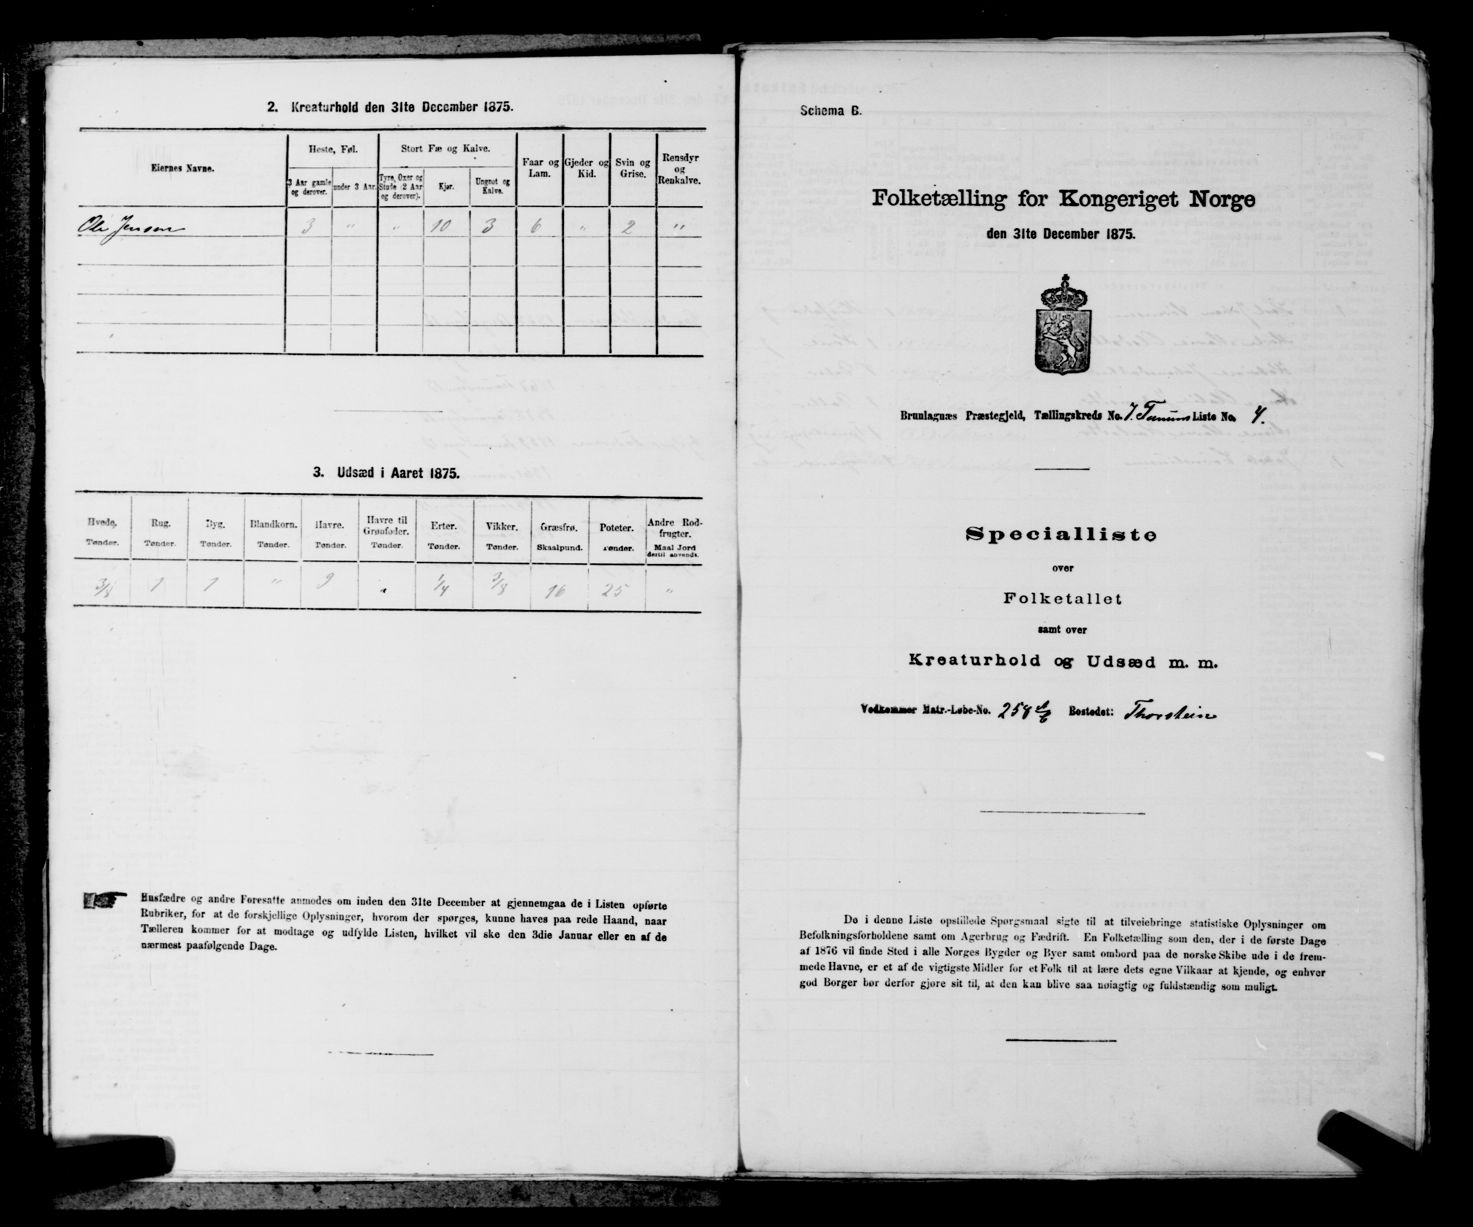 2. Kreaturhold den 31te December 1875.
Eiernes Navne.
Heste, Føl.
Stort Fæ og Kalve.
Faar og Lam.
Gjeder og Kid.
Svin og Grise.
Rensdyr og Renkalve.
3 Aar gamle og derover.
under 3 Aar.
Tyre, Oxer og Stude (2 Aar og derover).
Kjør.
Ungnøt og Kalve.
Ole Jensen 3 " " 10 3 6 " 2 "
3. Udsæd i Aaret 1875.
Hvede. Rug. Byg. Blandkorn. Havre. Havre til Grønfoder. Erter. Vikker. Græsfrø. Poteter. Andre Rodfrugter.
Tønder. Tønder. Tønder. Tønder. Tønder. Tønder. Tønder. Tønder. Skaalpund. Tønder. Maal Jord dertil anvendt.
3/8 1 1 " 9 " 1/4 3/8 16 25 "
Husfædre og andre Foresatte anmodes om inden den 31te December at gjennemgaa de i Listen opførte
Rubriker, for at de forskjellige Oplysninger, hvorom der spørges, kunne haves paa rede Haand, naar
Tælleren kommer for at modtage og udfylde Listen, hvilket vil ske den 3die Januar eller en af de
nærmest paafølgende Dage.
Schema B.
Folketælling for Kongeriget Norge
den 31te December 1875.
Brunlagnæs Præstegjeld, Tællingskreds No. 7. Liste No. 4.
Specialliste
over
Folketallet
samt over
Kreaturhold og Udsæd m. m.
Vedkommer Matr.-Løbe-No. 259 Bostedet: Thorstein
De i denne Liste opstillede Spørgsmaal sigte til at tilveiebringe statistiske Oplysninger om
Befolkningsforholdene samt om Agerbrug og Fædrift. En Folketælling som den, der i de første Dage
af 1876 vil finde Sted i alle Norges Bygder og Byer samt ombord paa de norske Skibe ude i de frem-
mede Havne, er et af de vigtigste Midler for et Folk til at lære dets egne Vilkaar at kjende, og enhver
god Borger bør derfor gjøre sit til, at den kan blive saa nøiagtig og fuldstændig som muligt.